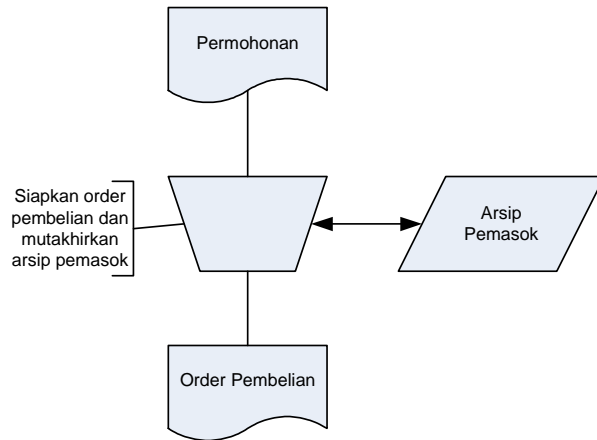 Permohonan
Siapkan order
pembelian dan
mutakhirkan
arsip pemasok
Arsip
Pemasok
Order Pembelian